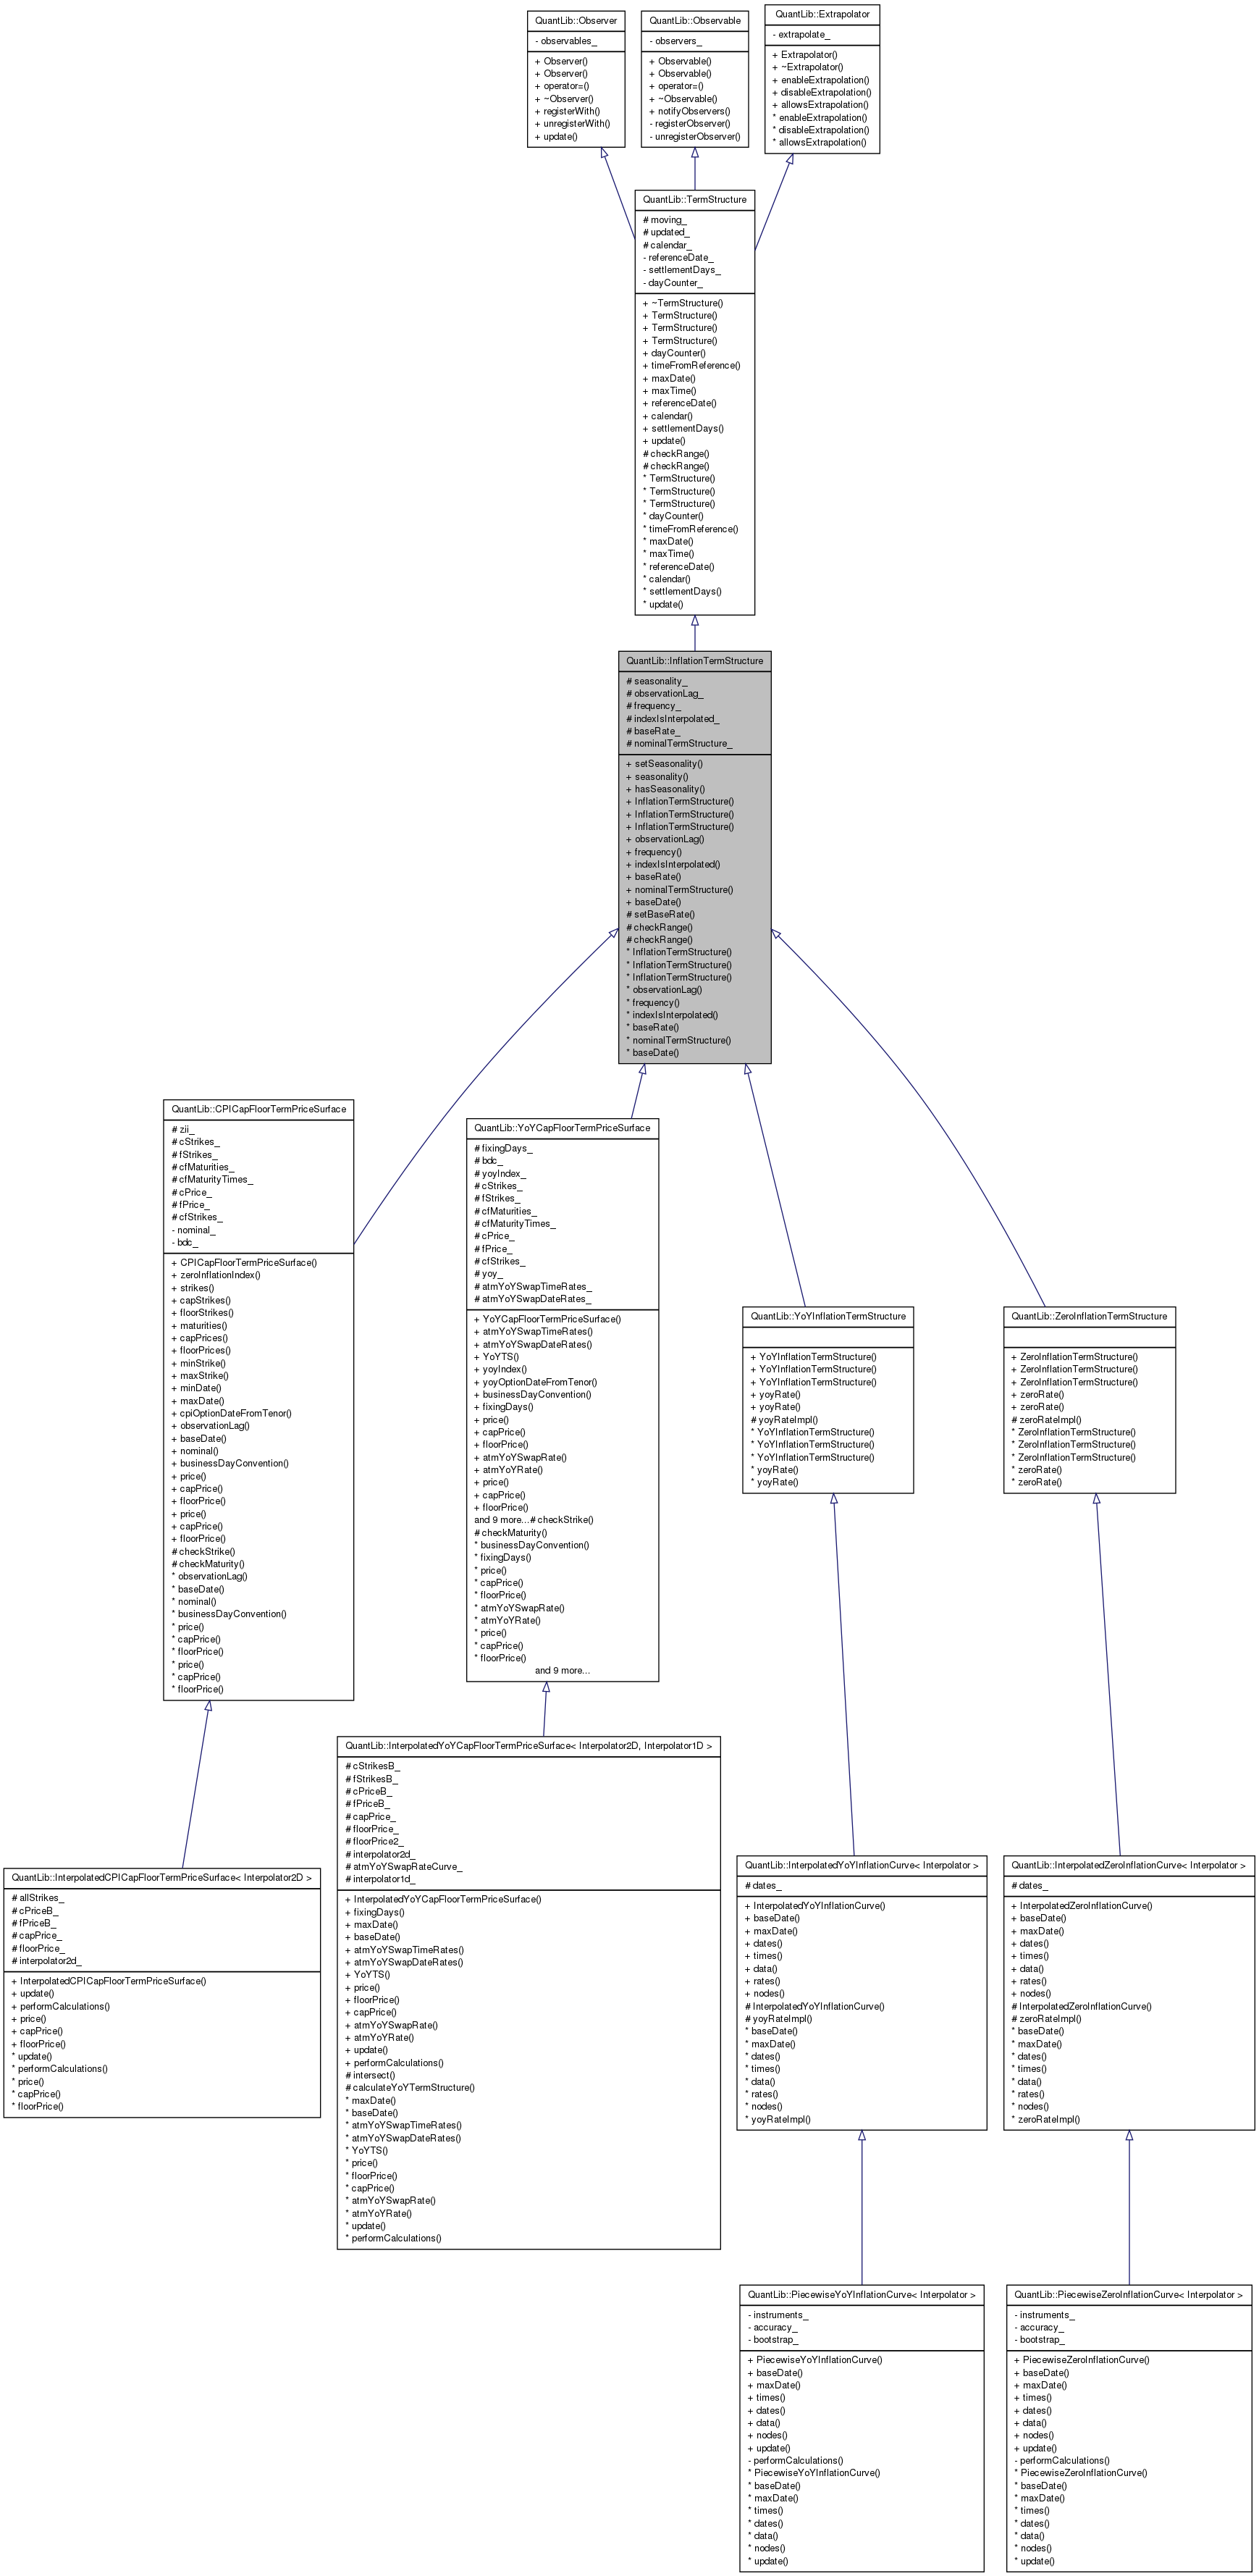 QuantLib::Observer
- observables_
+ Observer()
+ Observer()
+ operator=()
+ ~Observer()
+ registerWith()
+ unregisterWith()
+ update()
QuantLib::Observable
- observers_
+ Observable()
+ Observable()
+ operator=()
+ ~Observable()
+ notifyObservers()
- registerObserver()
- unregisterObserver()
QuantLib::Extrapolator
- extrapolate_
+ Extrapolator()
+ ~Extrapolator()
+ enableExtrapolation()
+ disableExtrapolation()
+ allowsExtrapolation()
* enableExtrapolation()
* disableExtrapolation()
* allowsExtrapolation()
QuantLib::TermStructure
# moving_
# updated_
# calendar_
- referenceDate_
- settlementDays_
- dayCounter_
+ ~TermStructure()
+ TermStructure()
+ TermStructure()
+ TermStructure()
+ dayCounter()
+ timeFromReference()
+ maxDate()
+ maxTime()
+ referenceDate()
+ calendar()
+ settlementDays()
+ update()
# checkRange()
# checkRange()
* TermStructure()
* TermStructure()
* TermStructure()
* dayCounter()
* timeFromReference()
* maxDate()
* maxTime()
* referenceDate()
* calendar()
* settlementDays()
* update()
QuantLib::InflationTermStructure
# seasonality_
# observationLag_
# frequency_
# indexIsInterpolated_
# baseRate_
# nominalTermStructure_
+ setSeasonality()
+ seasonality()
+ hasSeasonality()
+ InflationTermStructure()
+ InflationTermStructure()
+ InflationTermStructure()
+ observationLag()
+ frequency()
+ indexIsInterpolated()
+ baseRate()
+ nominalTermStructure()
+ baseDate()
# setBaseRate()
# checkRange()
# checkRange()
* InflationTermStructure()
* InflationTermStructure()
* InflationTermStructure()
* observationLag()
* frequency()
* indexIsInterpolated()
* baseRate()
* nominalTermStructure()
* baseDate()
QuantLib::CPICapFloorTermPriceSurface
# zii_
# cStrikes_
# fStrikes_
# cfMaturities_
# cfMaturityTimes_
# cPrice_
# fPrice_
# cfStrikes_
- nominal_
- bdc_
+ CPICapFloorTermPriceSurface()
+ zeroInflationIndex()
+ strikes()
+ capStrikes()
+ floorStrikes()
+ maturities()
+ capPrices()
+ floorPrices()
+ minStrike()
+ maxStrike()
+ minDate()
+ maxDate()
+ cpiOptionDateFromTenor()
+ observationLag()
+ baseDate()
+ nominal()
+ businessDayConvention()
+ price()
+ capPrice()
+ floorPrice()
+ price()
+ capPrice()
+ floorPrice()
# checkStrike()
# checkMaturity()
* observationLag()
* baseDate()
* nominal()
* businessDayConvention()
* price()
* capPrice()
* floorPrice()
* price()
* capPrice()
* floorPrice()
QuantLib::YoYCapFloorTermPriceSurface
# fixingDays_
# bdc_
# yoyIndex_
# cStrikes_
# fStrikes_
# cfMaturities_
# cfMaturityTimes_
# cPrice_
# fPrice_
# cfStrikes_
# yoy_
# atmYoYSwapTimeRates_
# atmYoYSwapDateRates_
+ YoYCapFloorTermPriceSurface()
+ atmYoYSwapTimeRates()
+ atmYoYSwapDateRates()
+ YoYTS()
+ yoyIndex()
+ yoyOptionDateFromTenor()
+ businessDayConvention()
+ fixingDays()
+ price()
+ capPrice()
+ floorPrice()
+ atmYoYSwapRate()
+ atmYoYRate()
+ price()
+ capPrice()
+ floorPrice()
and 9 more...# checkStrike()
# checkMaturity()
* businessDayConvention()
* fixingDays()
* price()
* capPrice()
* floorPrice()
* atmYoYSwapRate()
* atmYoYRate()
* price()
* capPrice()
* floorPrice()
and 9 more...
QuantLib::YoYInflationTermStructure
+ YoYInflationTermStructure()
+ YoYInflationTermStructure()
+ YoYInflationTermStructure()
+ yoyRate()
+ yoyRate()
# yoyRateImpl()
* YoYInflationTermStructure()
* YoYInflationTermStructure()
* YoYInflationTermStructure()
* yoyRate()
* yoyRate()
QuantLib::ZeroInflationTermStructure
+ ZeroInflationTermStructure()
+ ZeroInflationTermStructure()
+ ZeroInflationTermStructure()
+ zeroRate()
+ zeroRate()
# zeroRateImpl()
* ZeroInflationTermStructure()
* ZeroInflationTermStructure()
* ZeroInflationTermStructure()
* zeroRate()
* zeroRate()
QuantLib::InterpolatedCPICapFloorTermPriceSurface< Interpolator2D >
# allStrikes_
# cPriceB_
# fPriceB_
# capPrice_
# floorPrice_
# interpolator2d_
+ InterpolatedCPICapFloorTermPriceSurface()
+ update()
+ performCalculations()
+ price()
+ capPrice()
+ floorPrice()
* update()
* performCalculations()
* price()
* capPrice()
* floorPrice()
QuantLib::InterpolatedYoYCapFloorTermPriceSurface< Interpolator2D, Interpolator1D >
# cStrikesB_
# fStrikesB_
# cPriceB_
# fPriceB_
# capPrice_
# floorPrice_
# floorPrice2_
# interpolator2d_
# atmYoYSwapRateCurve_
# interpolator1d_
+ InterpolatedYoYCapFloorTermPriceSurface()
+ fixingDays()
+ maxDate()
+ baseDate()
+ atmYoYSwapTimeRates()
+ atmYoYSwapDateRates()
+ YoYTS()
+ price()
+ floorPrice()
+ capPrice()
+ atmYoYSwapRate()
+ atmYoYRate()
+ update()
+ performCalculations()
# intersect()
# calculateYoYTermStructure()
* maxDate()
* baseDate()
* atmYoYSwapTimeRates()
* atmYoYSwapDateRates()
* YoYTS()
* price()
* floorPrice()
* capPrice()
* atmYoYSwapRate()
* atmYoYRate()
* update()
* performCalculations()
QuantLib::InterpolatedYoYInflationCurve< Interpolator >
# dates_
+ InterpolatedYoYInflationCurve()
+ baseDate()
+ maxDate()
+ dates()
+ times()
+ data()
+ rates()
+ nodes()
# InterpolatedYoYInflationCurve()
# yoyRateImpl()
* baseDate()
* maxDate()
* dates()
* times()
* data()
* rates()
* nodes()
* yoyRateImpl()
QuantLib::InterpolatedZeroInflationCurve< Interpolator >
# dates_
+ InterpolatedZeroInflationCurve()
+ baseDate()
+ maxDate()
+ dates()
+ times()
+ data()
+ rates()
+ nodes()
# InterpolatedZeroInflationCurve()
# zeroRateImpl()
* baseDate()
* maxDate()
* dates()
* times()
* data()
* rates()
* nodes()
* zeroRateImpl()
QuantLib::PiecewiseYoYInflationCurve< Interpolator >
- instruments_
- accuracy_
- bootstrap_
+ PiecewiseYoYInflationCurve()
+ baseDate()
+ maxDate()
+ times()
+ dates()
+ data()
+ nodes()
+ update()
- performCalculations()
* PiecewiseYoYInflationCurve()
* baseDate()
* maxDate()
* times()
* dates()
* data()
* nodes()
* update()
QuantLib::PiecewiseZeroInflationCurve< Interpolator >
- instruments_
- accuracy_
- bootstrap_
+ PiecewiseZeroInflationCurve()
+ baseDate()
+ maxDate()
+ times()
+ dates()
+ data()
+ nodes()
+ update()
- performCalculations()
* PiecewiseZeroInflationCurve()
* baseDate()
* maxDate()
* times()
* dates()
* data()
* nodes()
* update()